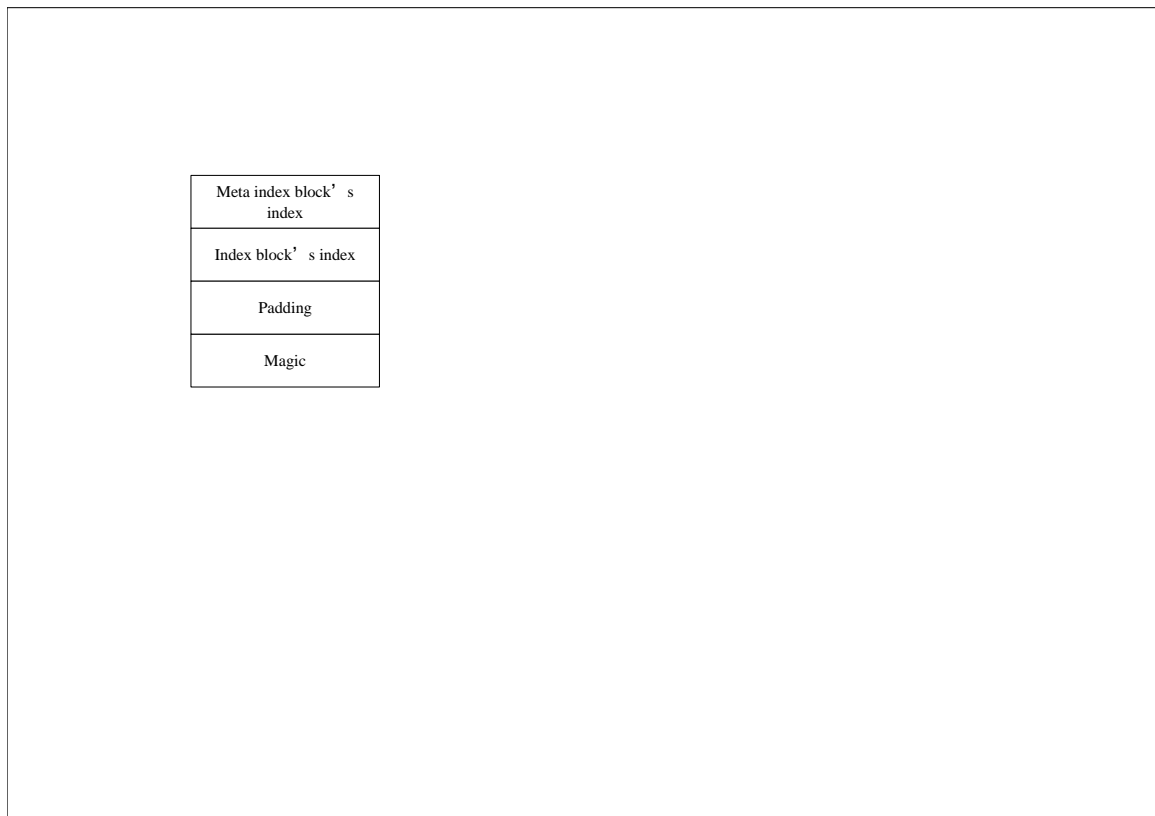 Meta index block’s
index
Index block’s index
Padding
Magic